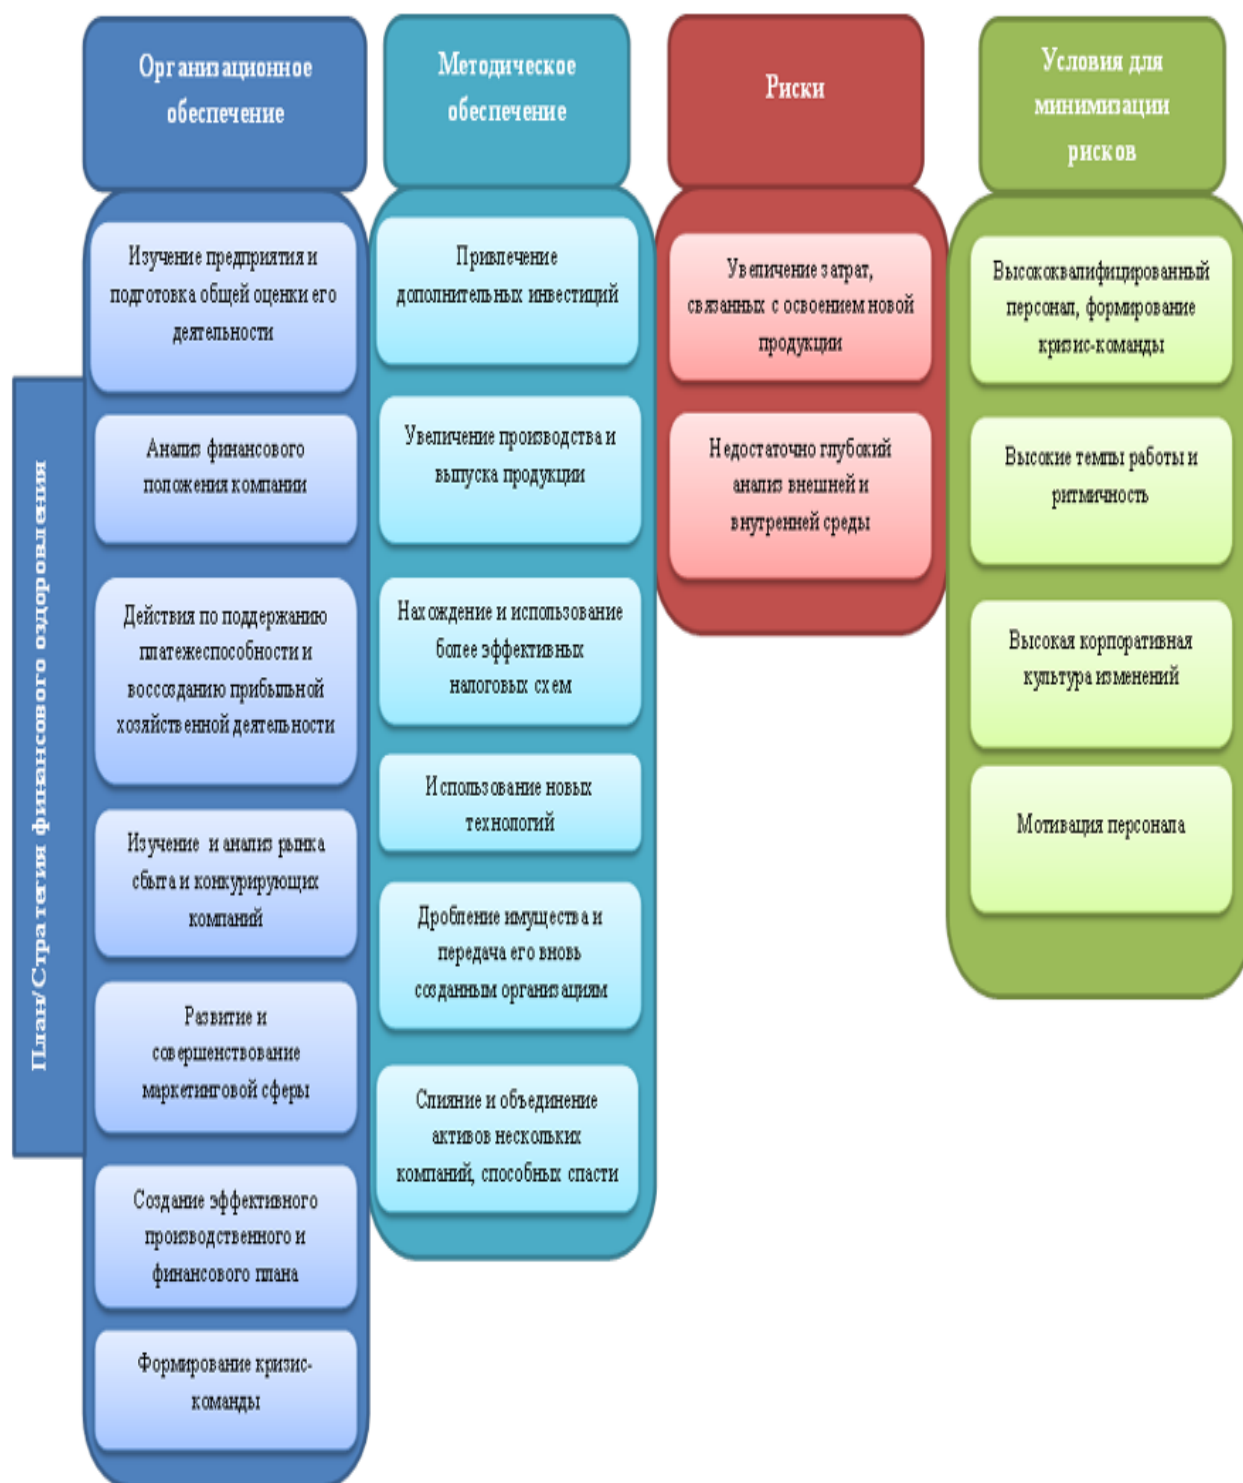 План/Стратегия финансового оздоровления
Организационное
обеспечение
Изучение предприятия и
подготовка общей оценки его
деятельности
Анализ финансового
положения компании
Действия по поддержанию
платежеспособности и
воссозданию прибыльной
хозяйственной деятельности
Изучение и анализ рынка
сбыта и конкурирующих
компаний
Развитие и
совершенствование
маркетинговой сферы
Создание эффективного
производственного и
финансового плана
Формирование кризис-
команды
Методическое
обеспечение
Привлечение
дополнительных инвестиций
Увеличение производства и
выпуска продукции
Нахождение и использование
более эффективных
налоговых схем
Использование новых
технологий
Дробление имущества и
передача его вновь
созданным организациям
Слияние и объединение
активов нескольких
компаний, способных спасти
Риски
Увеличение затрат,
связанных с освоением новой
продукции
Недостаточно глубокий
анализ внешней и
внутренней среды
Условия для
минимизации
рисков
Высококвалифицированный
персонал, формирование
кризис-команды
Высокие темпы работы и
ритмичность
Высокая корпоративная
культура изменений
Мотивация персонала